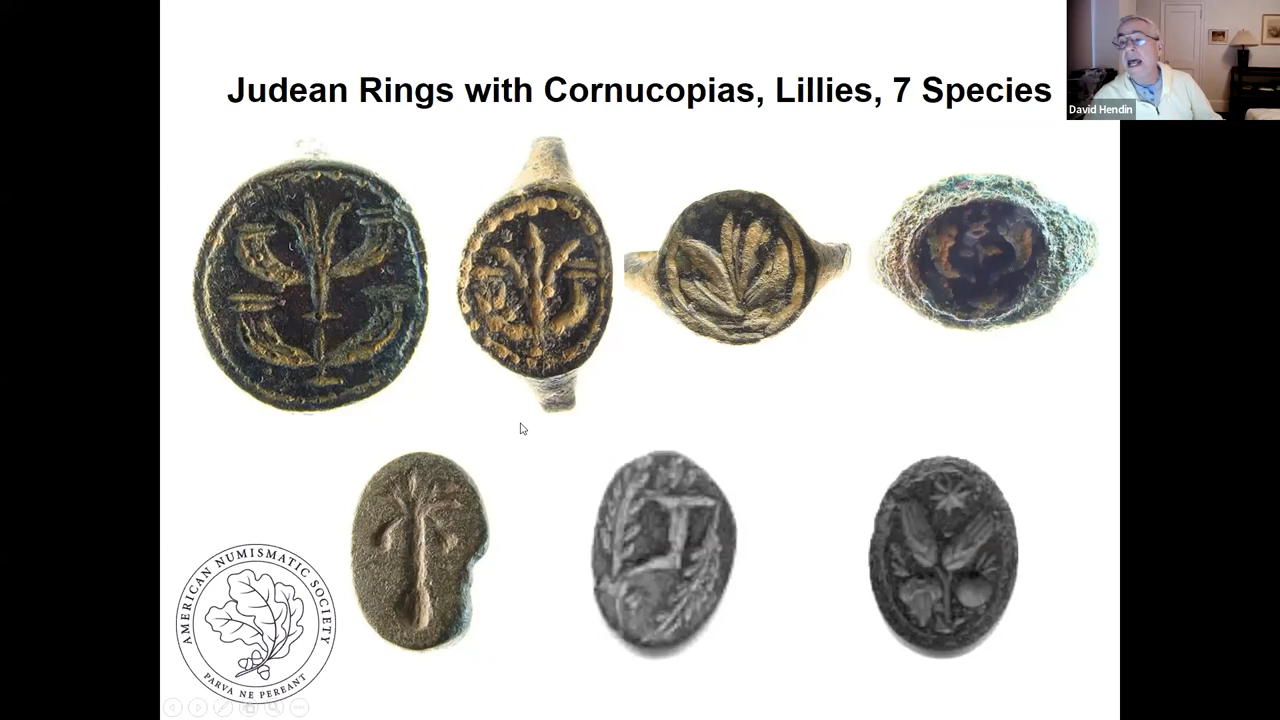 Judean Rings with Cornucopias, Lillies, 7 Species
David Hendin
AMERICAN NUMISMATIC SOCIETY
PARVA NE PEREANT